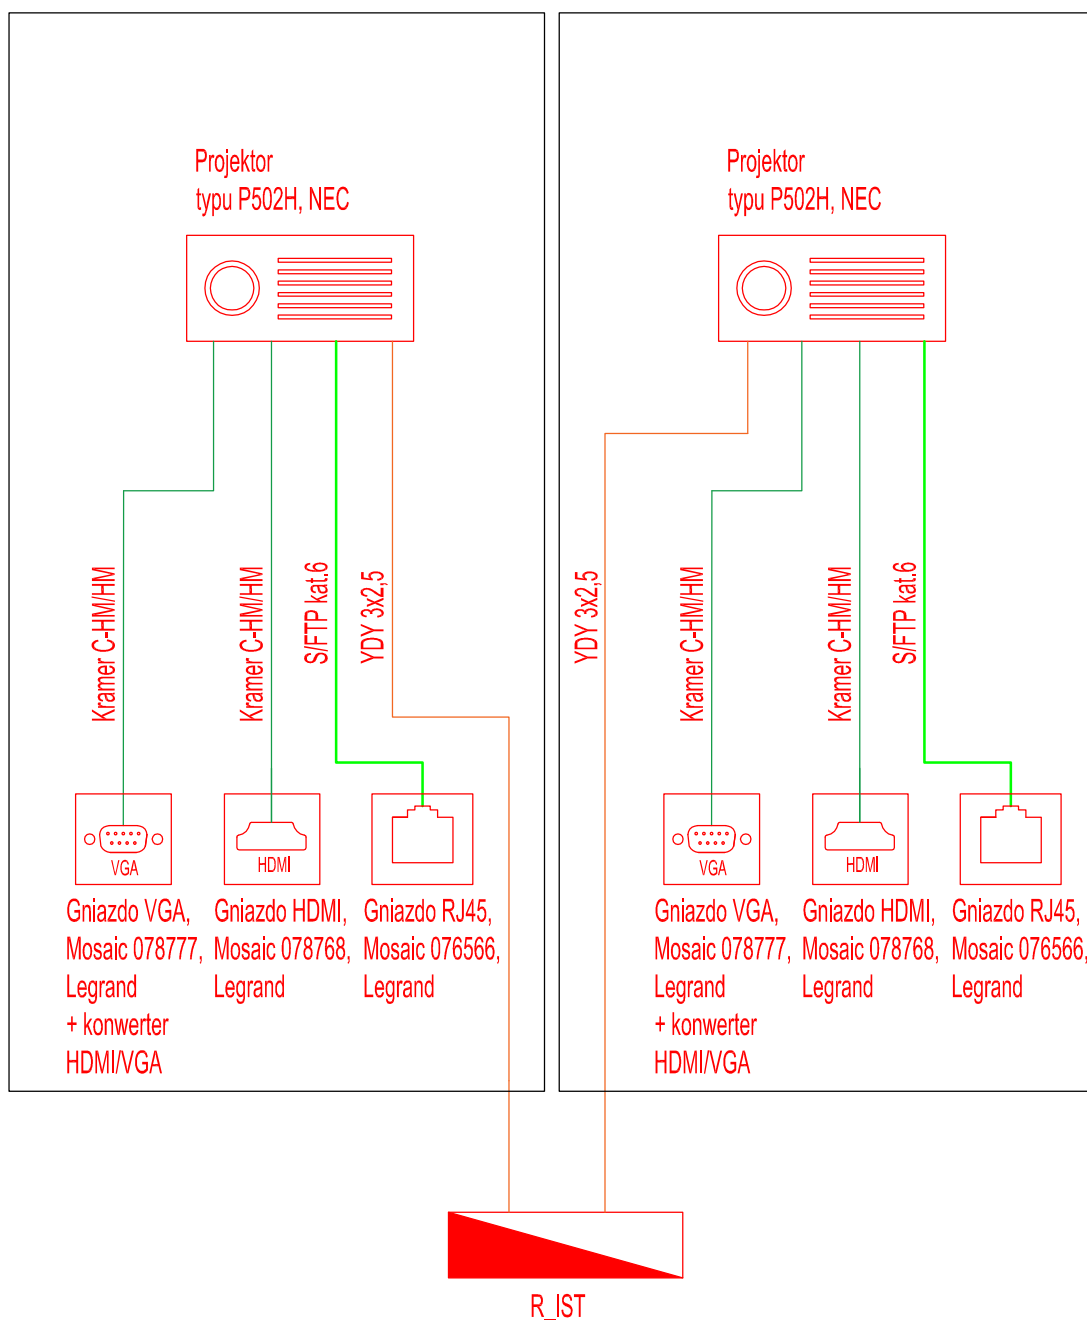 Projektor
typu P502H, NEC
Kramer C-HM/HM
Kramer C-HM/HM
S/FTP kat.6
YDY 3x2,5
VGA
HDMI
Gniazdo VGA,
Mosaic 078777,
Legrand
+ konwerter
HDMI/VGA
Gniazdo HDMI,
Mosaic 078768,
Legrand
Gniazdo RJ45,
Mosaic 076566,
Legrand
Projektor
typu P502H, NEC
YDY 3x2,5
Kramer C-HM/HM
Kramer C-HM/HM
S/FTP kat.6
VGA
HDMI
Gniazdo VGA,
Mosaic 078777,
Legrand
+ konwerter
HDMI/VGA
Gniazdo HDMI,
Mosaic 078768,
Legrand
Gniazdo RJ45,
Mosaic 076566,
Legrand
R_IST